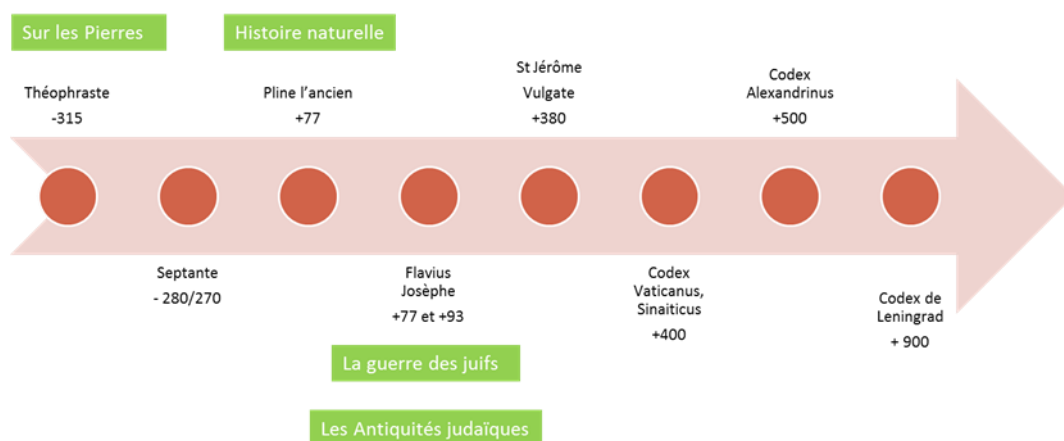 Sur les Pierres
Histoire naturelle
Théophraste
-315
Pline l’ancien
+77
St Jérôme
Vulgate
+380
Codex
Alexandrinus
+500
Septante
- 280/270
Flavius
Josèphe
+77 et +93
Codex
Vaticanus,
Sinaiticus
+400
Codex de
Leningrad
+ 900
La guerre des juifs
Les Antiquités judaïques